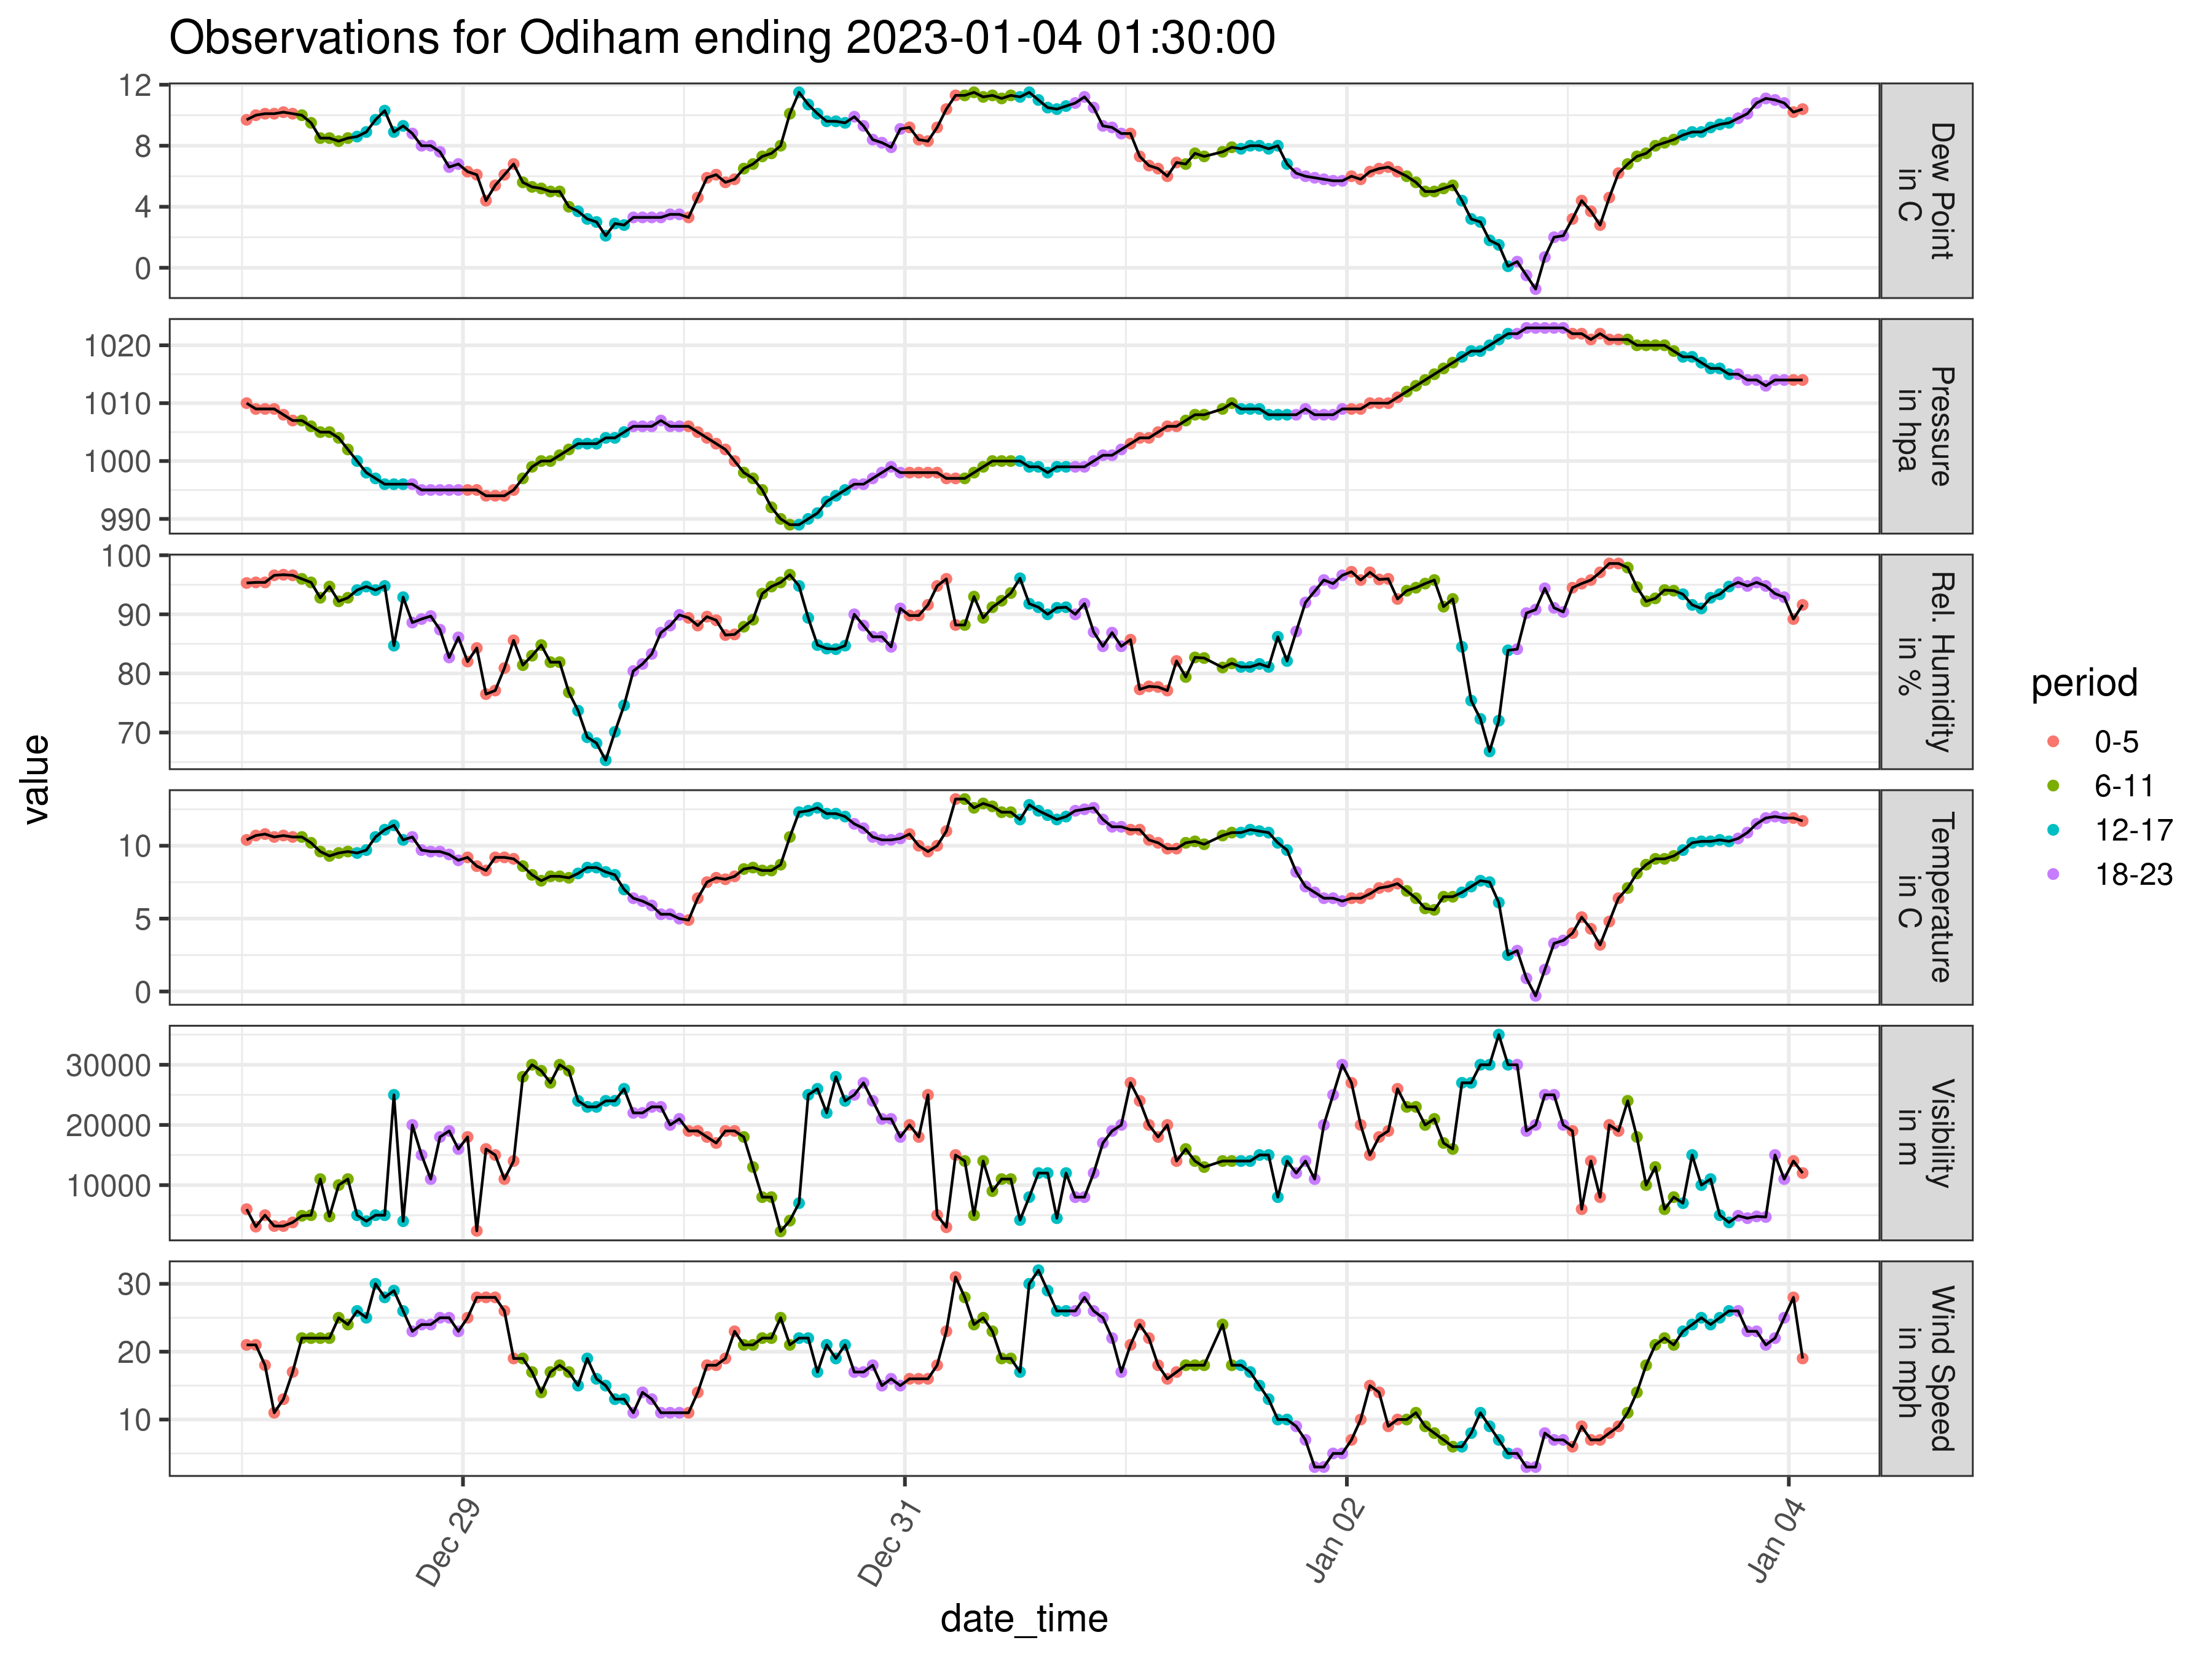 Observations for Odiham ending 2023-01-04 01:30:00
value
12
8
4
0
Dew Point
in C
1020
1010
1000
990
Pressure
in hpa
100
90
80
70
Rel. Humidity
in %
10
5
0
Temperature
in C
30000
20000
10000
Visibility
in m
30
20
10
Wind Speed
in mph
Dec 29
Dec 31
Jan 02
Jan 04
date_time
period
0-5
6-11
12-17
18-23